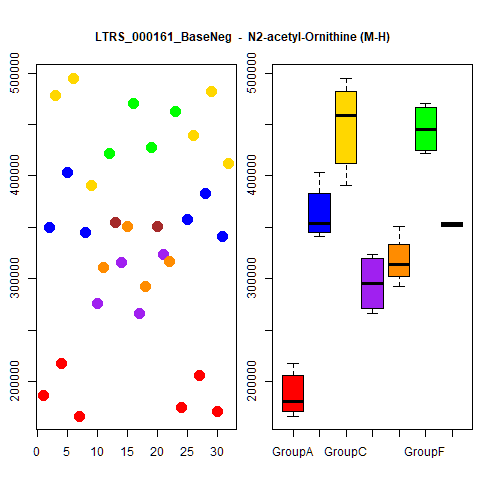 LTRS_000161_BaseNeg - N2-acetyl-Ornithine (M-H)
500000
400000
300000
200000
0 5 10 15 20 25 30
500000
400000
300000
200000
GroupA GroupC GroupF